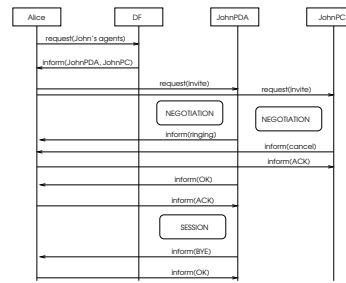 Alice DF JohnPDA JohnPC
request(John's agents)
inform(JohnPDA, JohnPC)
request(invite)
request(invite)
NEGOTIATION
NEGOTIATION
inform(ringing)
inform(cancel)
inform(ACK)
inform(OK)
inform(ACK)
SESSION
inform(BYE)
inform(OK)